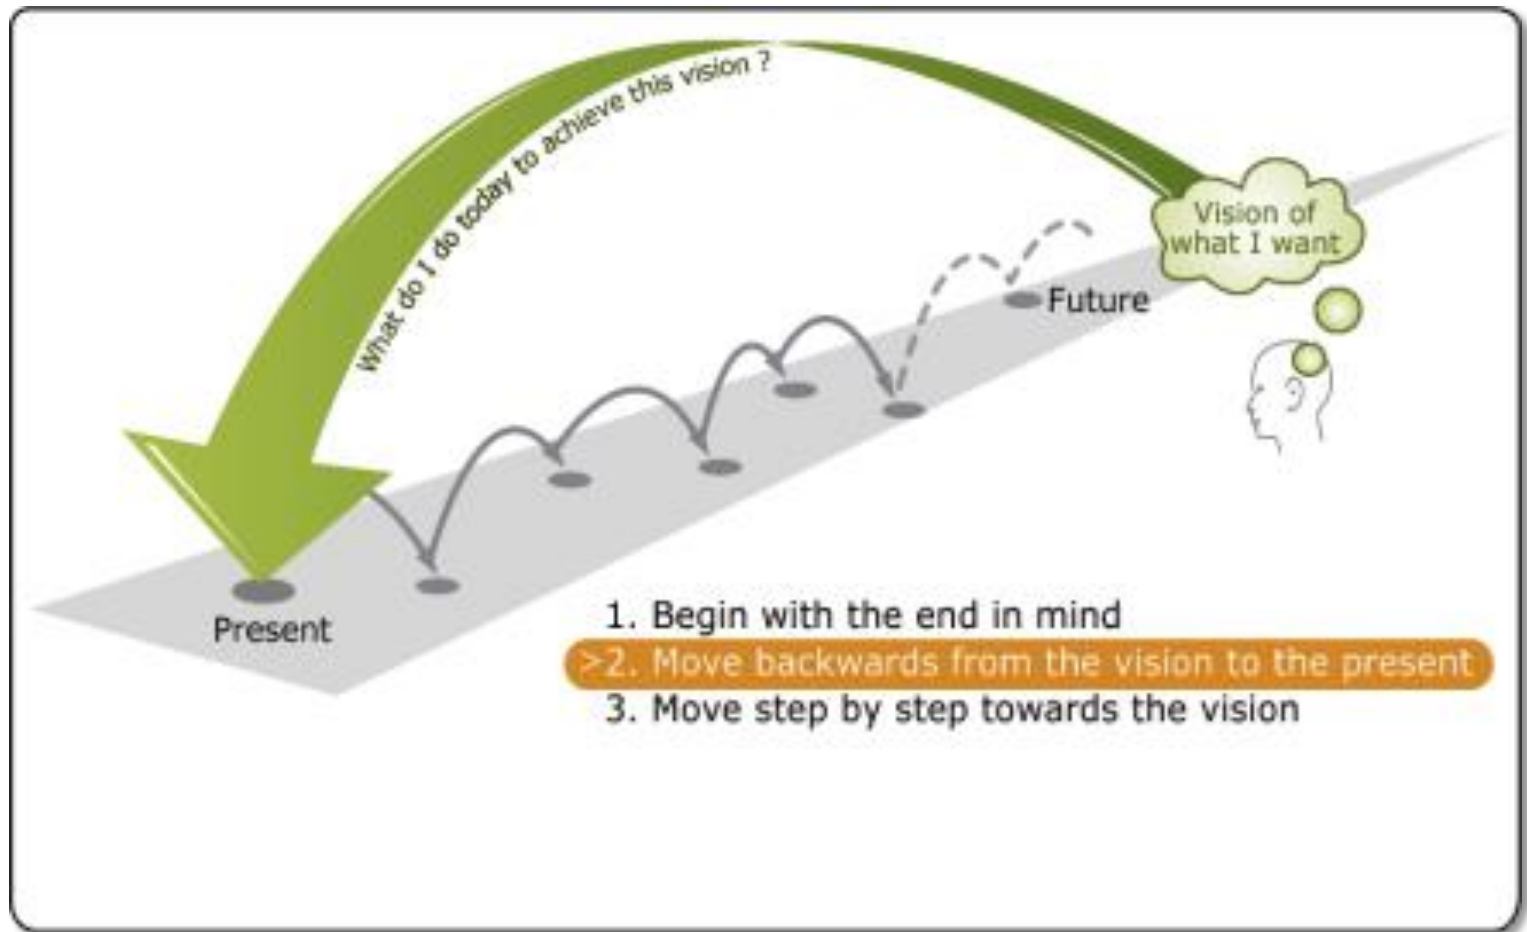 What do I do today to achieve this vision ?
Vision of
what I want
Future
Present
1. Begin with the end in mind
>2. Move backwards from the vision to the present
3. Move step by step towards the vision